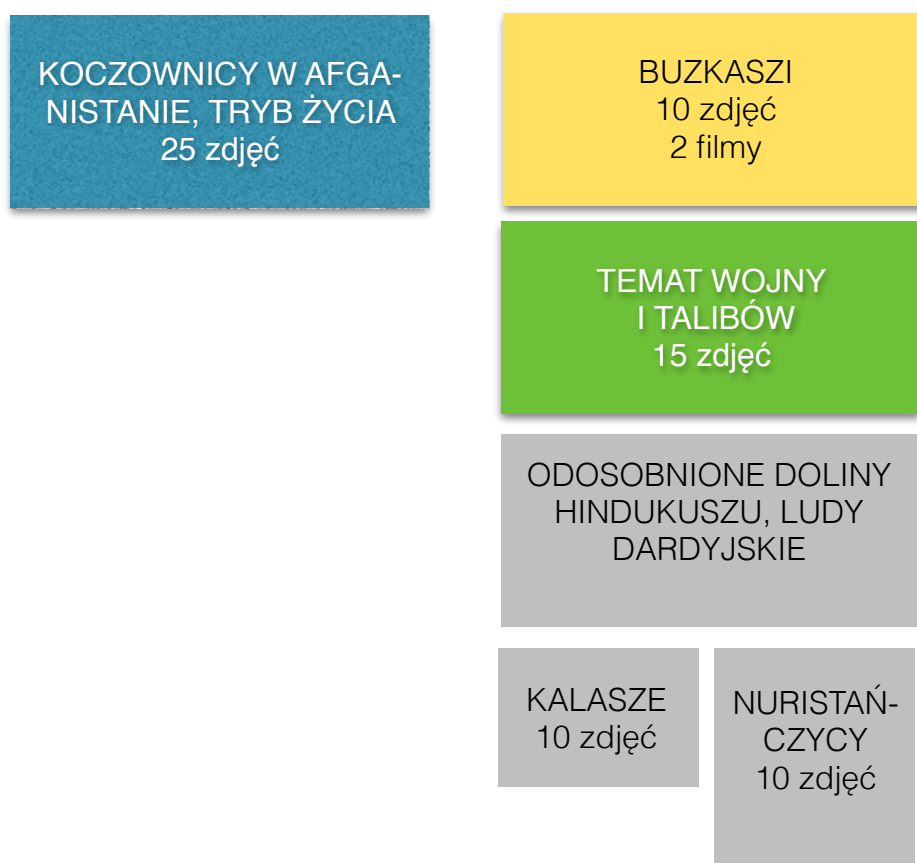 KOCZOWNICY W AFGA-
NISTANIE, TRYB ŻYCIA
25 zdjęć
BUZKASZI
10 zdjęć
2 filmy
TEMAT WOJNY
I TALIBÓW
15 zdjęć
ODOSOBNIONE DOLINY
HINDUKUSZU, LUDY
DARDYJSKIE
KALASZE
10 zdjęć
NURISTAŃ-
CZYCY
10 zdjęć